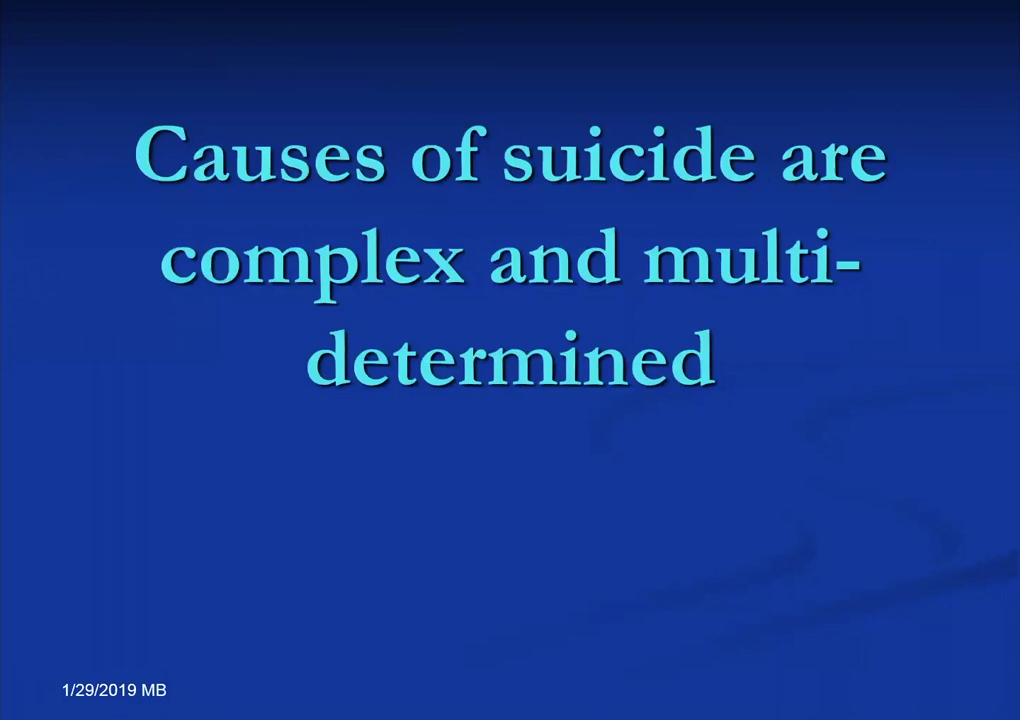 Causes of suicide are
complex and multi-
determined
1/29/2019 MB